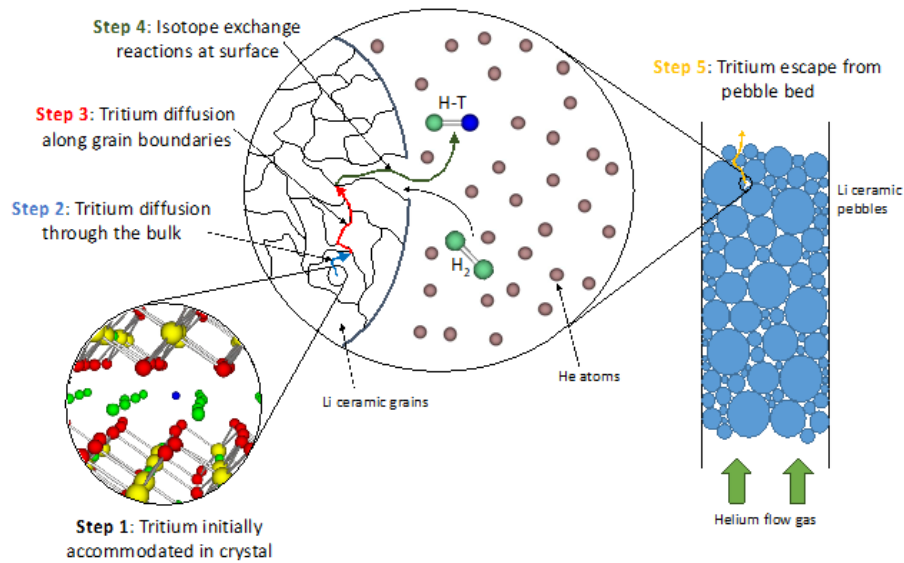 Step 4: Isotope exchange
reactions at surface
Step 3: Tritium diffusion
along grain boundaries
Step 2: Tritium diffusion
through the bulk
H-T
H2
He atoms
Li ceramic grains
Step 1: Tritium initially
accommodated in crystal
Step 5: Tritium escape from
pebble bed
Li ceramic
pebbles
Helium flow gas